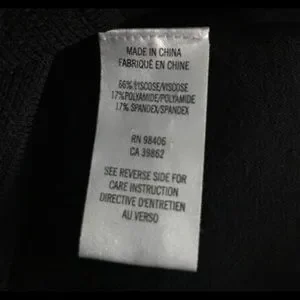 MADE IN CHINA
FABRIQUÉ EN CHINE
66% VISCOSE/VISCOSE
17% POLYAMIDE/POLYAMIDE
17% SPANDEX/SPANDEX
RN 98406
CA 39862
SEE REVERSE SIDE FOR
CARE INSTRUCTION
DIRECTIVE D'ENTRETIEN
AU VERSO